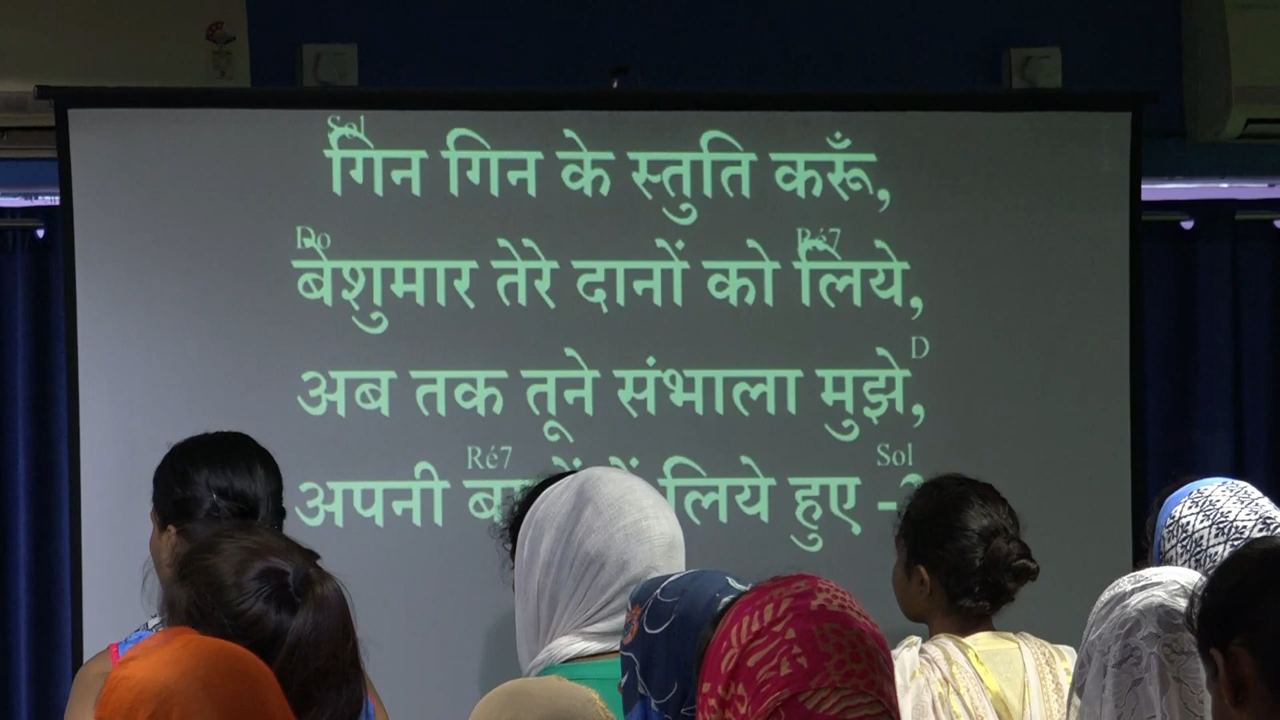 Sol
गिन गिन के स्तुति करूँ,
Do Ré7
बेशुमार तेरे दानों को लिये,
D
अब तक तूने संभाला मुझे,
Ré7 Sol
अपनी लिये हुए -